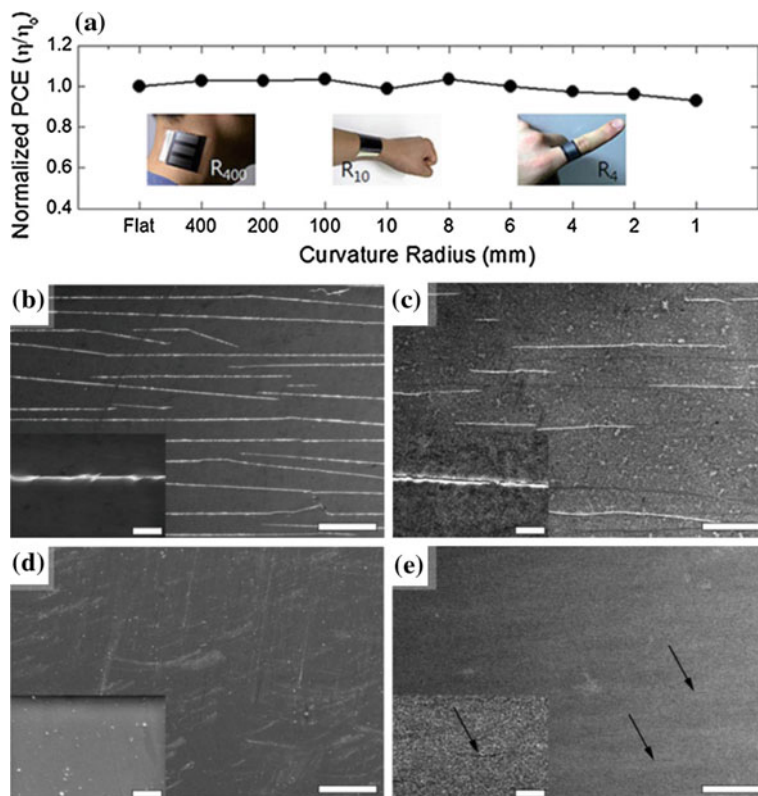 (a)
Normalized PCE (η/ηₒ)
1.2
1.0
0.8
0.6
0.4
R₄₀₀
R₁₀
R₄
Flat 400 200 100 10 8 6 4 2 1
Curvature Radius (mm)
(b)
(c)
(d)
(e)